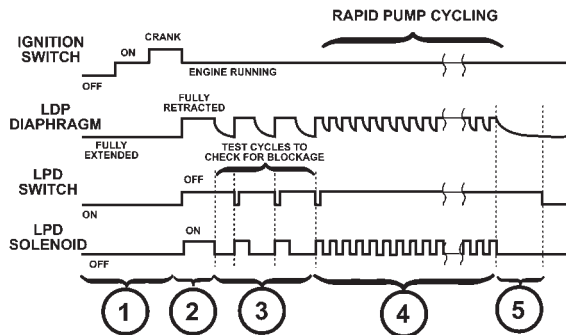 RAPID PUMP CYCLING
IGNITION
SWITCH
OFF
ON
CRANK
ENGINE RUNNING
LDP
DIAPHRAGM
FULLY
EXTENDED
FULLY
RETRACTED
TEST CYCLES TO
CHECK FOR BLOCKAGE
LPD
SWITCH
ON
OFF
LPD
SOLENOID
OFF
ON
1
2
3
4
5